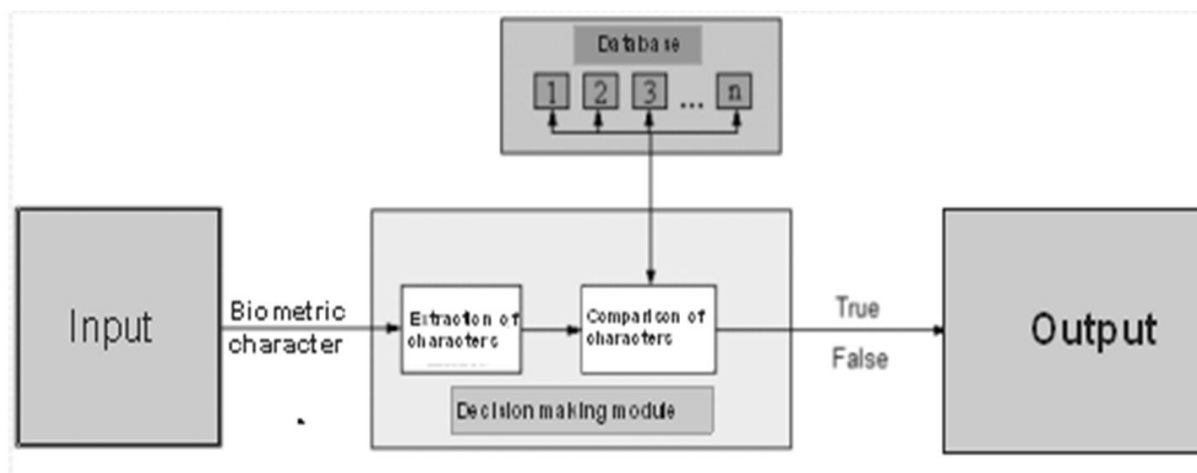 Database
1 2 3 ... n
Input
Biometric
character
Extraction of
characters
Comparison of
characters
True
False
Output
Decision making module